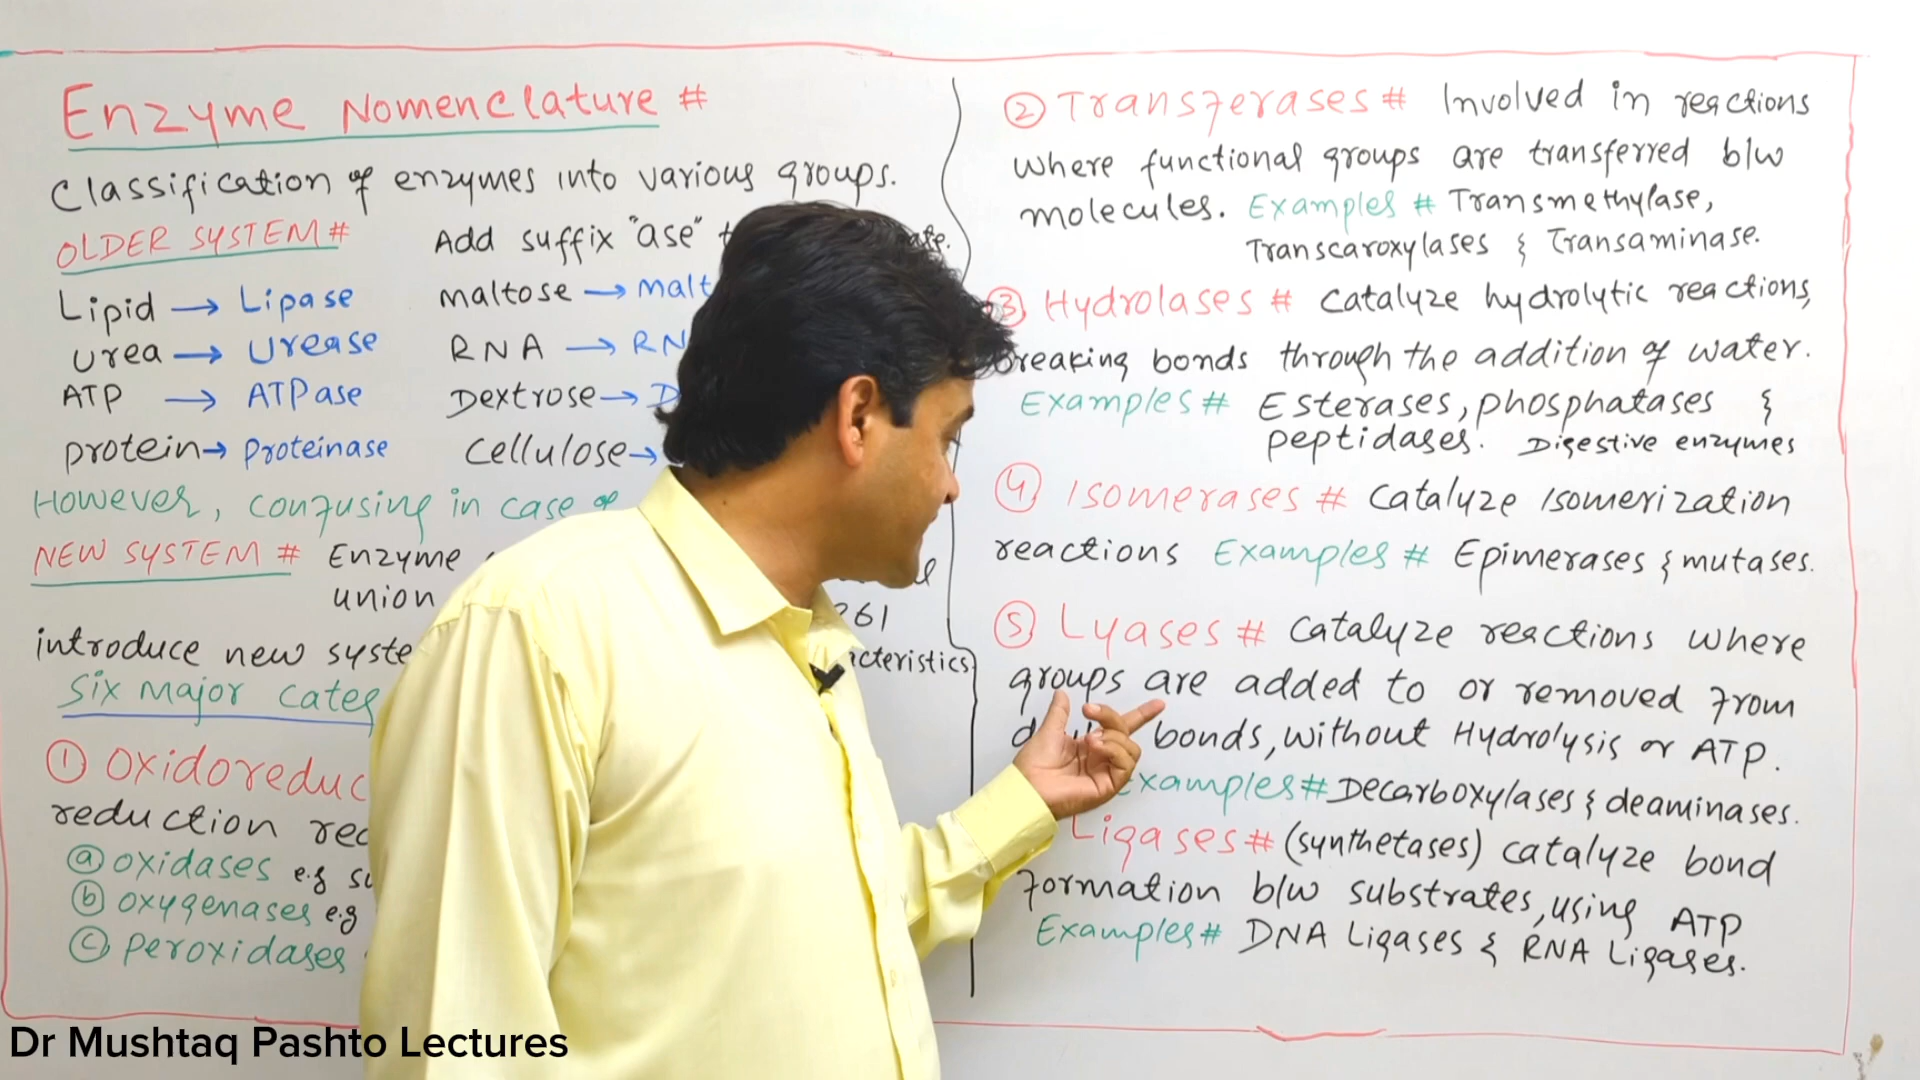 Enzyme Nomenclature #
Classification of enzymes into various groups.
OLDER SYSTEM # Add suffix "ase"
Lipid → Lipase maltose → malt
Urea → Urease RNA → RN
ATP → ATPase Dextrose → D
protein → Proteinase Cellulose →
However, confusing in case of
NEW SYSTEM # Enzyme
union 261
introduce new syste acteristics
Six Major Categ
① Oxidoreduc
reduction rec
ⓐ oxidases e.g su
ⓑ oxygenases e.g
ⓒ Peroxidases
② Transferases # Involved in reactions
where functional groups are transferred b/w
molecules. Examples # Transmethylase,
Transcaroxylases & Transaminase.
③ Hydrolases # Catalyze hydrolytic reactions,
breaking bonds through the addition of water.
Examples # Esterases, phosphatases &
peptidases. Digestive enzymes
④ Isomerases # Catalyze Isomerization
reactions Examples # Epimerases & mutases.
⑤ Lyases # Catalyze reactions where
groups are added to or removed from
bonds, without Hydrolysis or ATP.
Examples # Decarboxylases & deaminases.
Ligases # (synthetases) catalyze bond
Formation b/w substrates, using ATP
Examples # DNA Ligases & RNA Ligases.
Dr Mushtaq Pashto Lectures